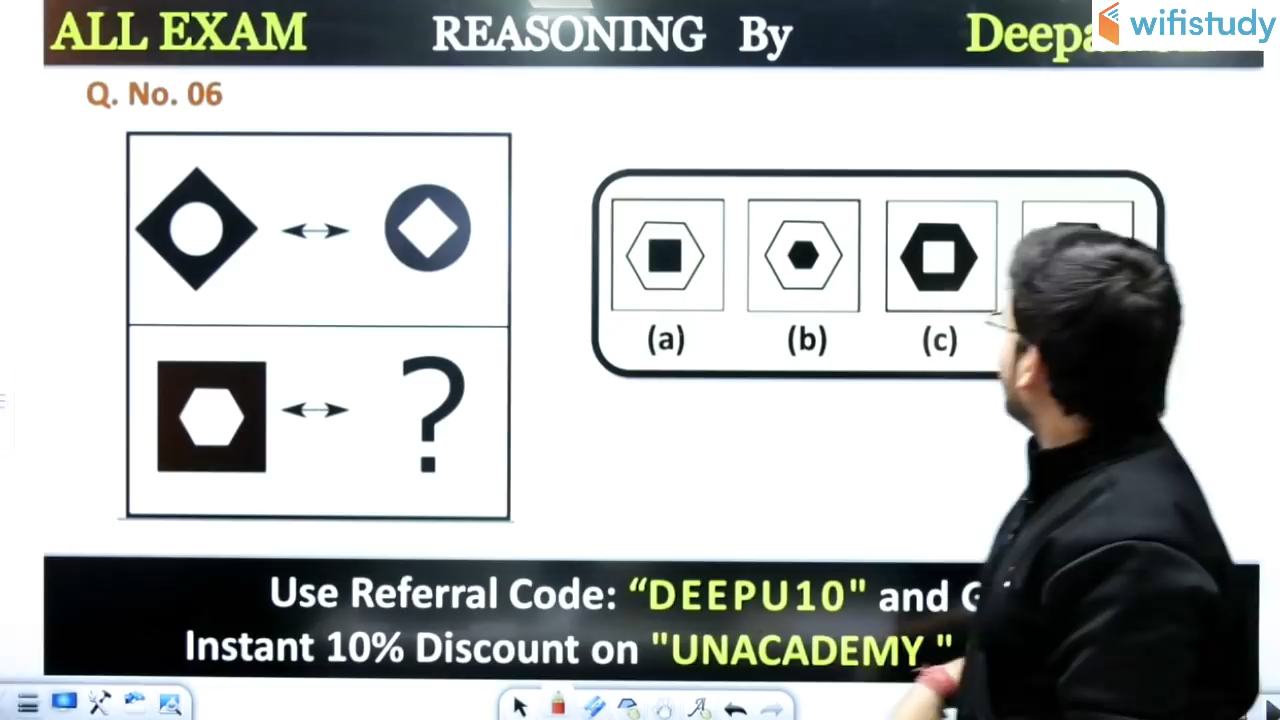 ALL EXAM REASONING By
wifistudy
Q. No. 06
?
(a) (b) (c)
Use Referral Code: “DEEPU10" and
Instant 10% Discount on "UNACADEMY "